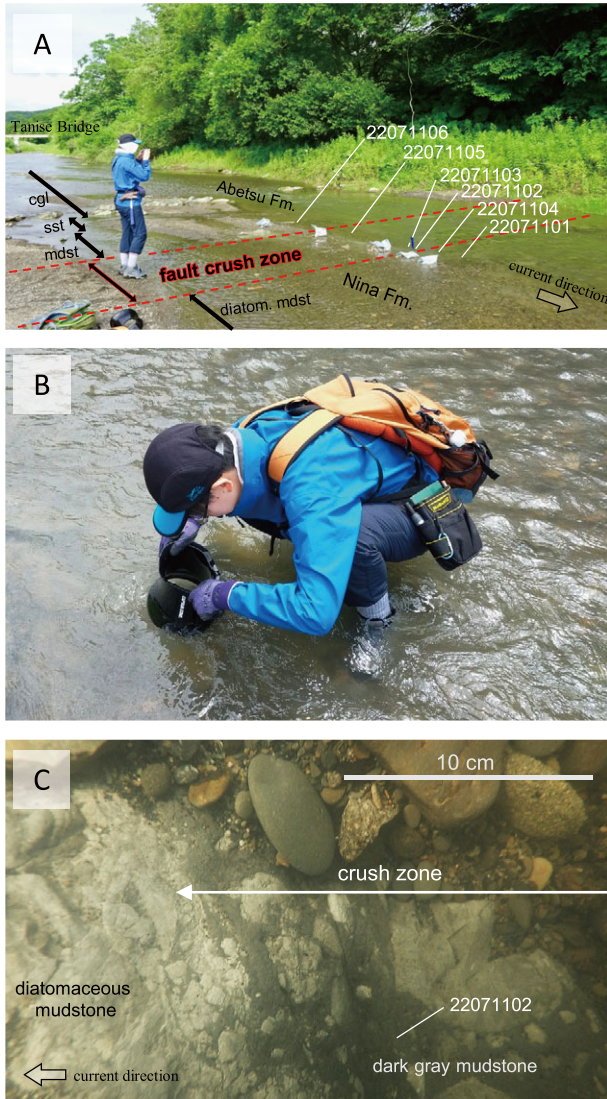 A
Tanise Bridge
22071106
22071105
22071103
22071102
22071104
22071101
Abetsu Fm.
cgl
sst
mdst
fault crush zone
Nina Fm.
diatom. mdst
current direction
B
C
10 cm
crush zone
diatomaceous
mudstone
22071102
dark gray mudstone
current direction